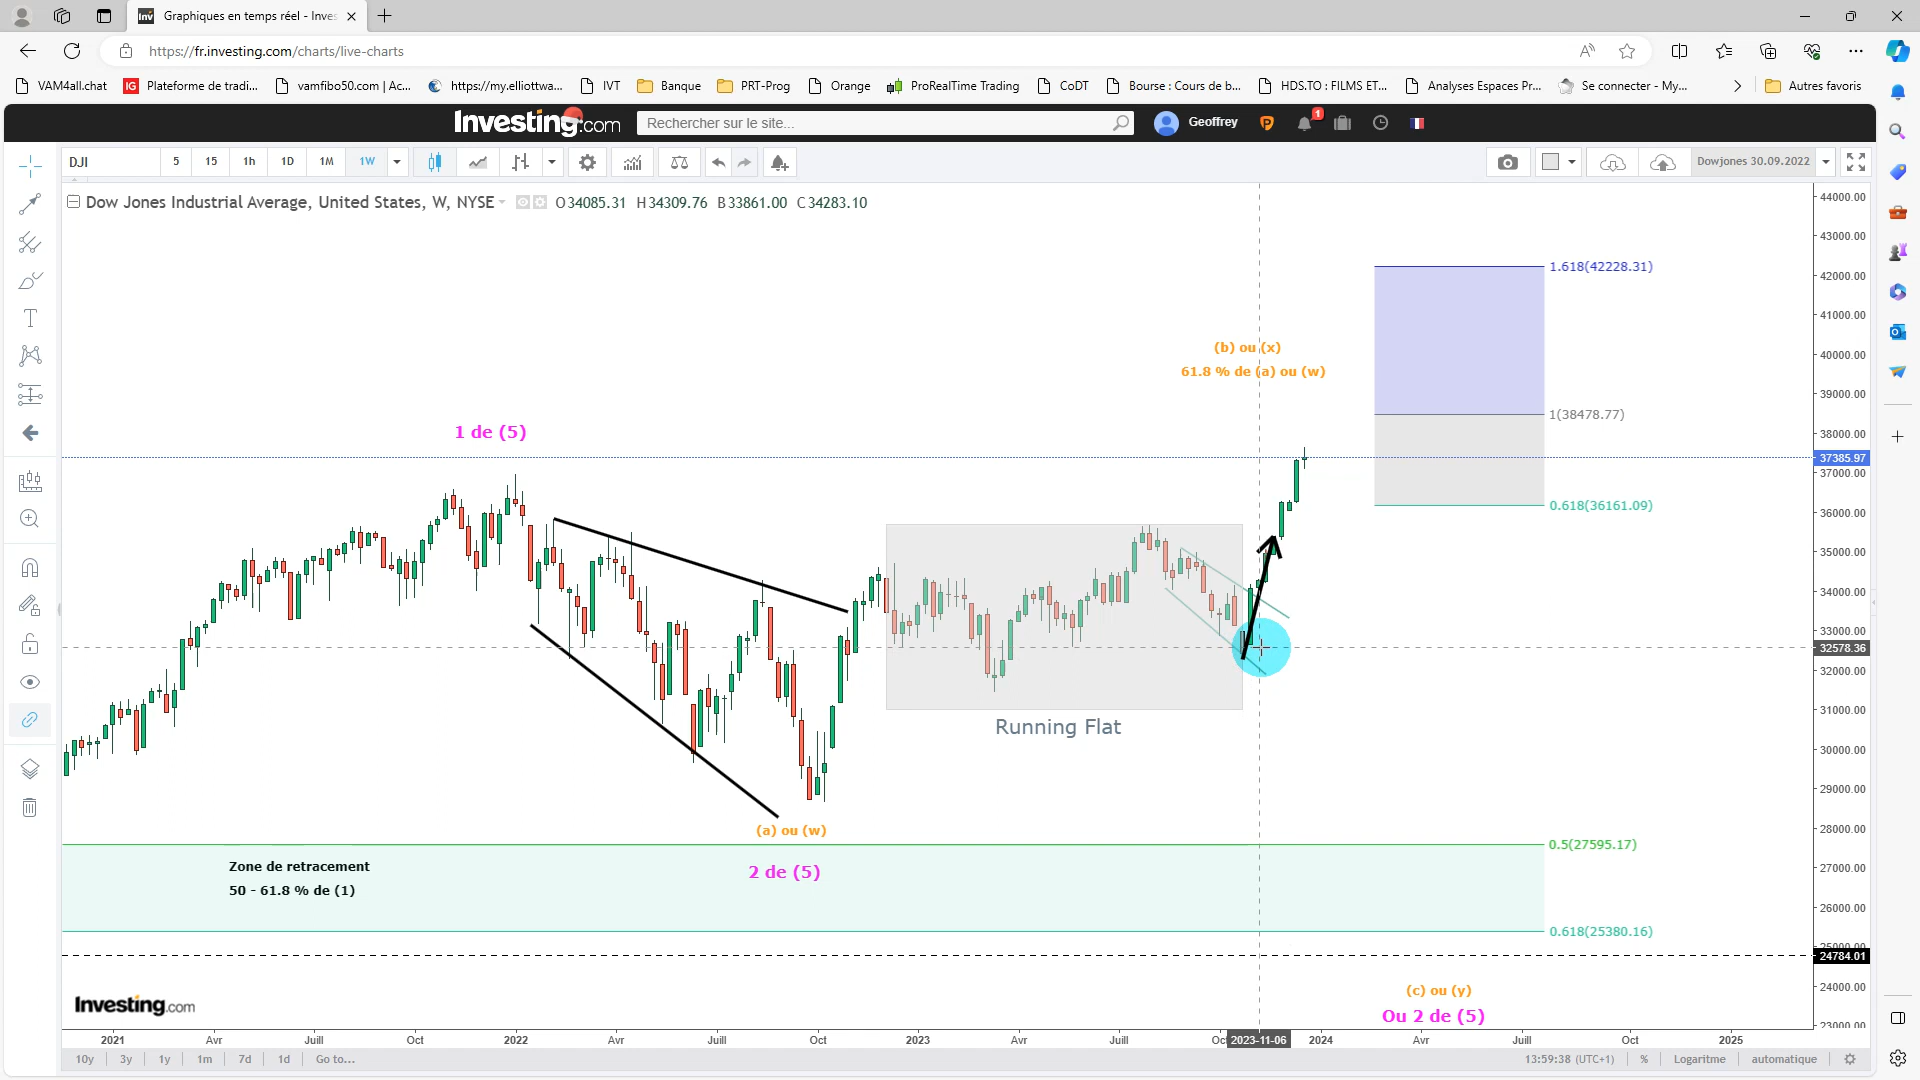 Graphiques en temps réel - Inves
https://fr.investing.com/charts/live-charts
VAM4all.chat
IG Plateforme de tradi...
vamfibo50.com | Ac...
https://my.elliottwa...
IVT
Banque
PRT-Prog
Orange
ProRealTime Trading
CoDT
Bourse : Cours de b...
HDS.TO : FILMS ET...
Analyses Espaces Pr...
Se connecter - My...
Autres favoris
Investing.com
Rechercher sur le site...
Geoffrey
1
DJI
5
15
1h
1D
1M
1W
Dowjones 30.09.2022
Dow Jones Industrial Average, United States, W, NYSE
O34085.31 H34309.76 B33861.00 C34283.10
44000.00
43000.00
42000.00
41000.00
40000.00
39000.00
38000.00
37385.97
37000.00
36000.00
35000.00
34000.00
33000.00
32578.36
32000.00
31000.00
30000.00
29000.00
28000.00
27000.00
26000.00
25000.00
24784.01
24000.00
23000.00
1.618(42228.31)
(b) ou (x)
61.8 % de (a) ou (w)
1(38478.77)
1 de (5)
0.618(36161.09)
Running Flat
(a) ou (w)
0.5(27595.17)
Zone de retracement
50 - 61.8 % de (1)
2 de (5)
0.618(25380.16)
(c) ou (y)
Ou 2 de (5)
Investing.com
2021
Avr
Juill
Oct
2022
Avr
Juill
Oct
2023
Avr
Juill
Oct
2023-11-06
2024
Avr
Juill
Oct
2025
10y
3y
1y
1m
7d
1d
Go to...
13:59:38 (UTC+1)
%
Logaritme
automatique